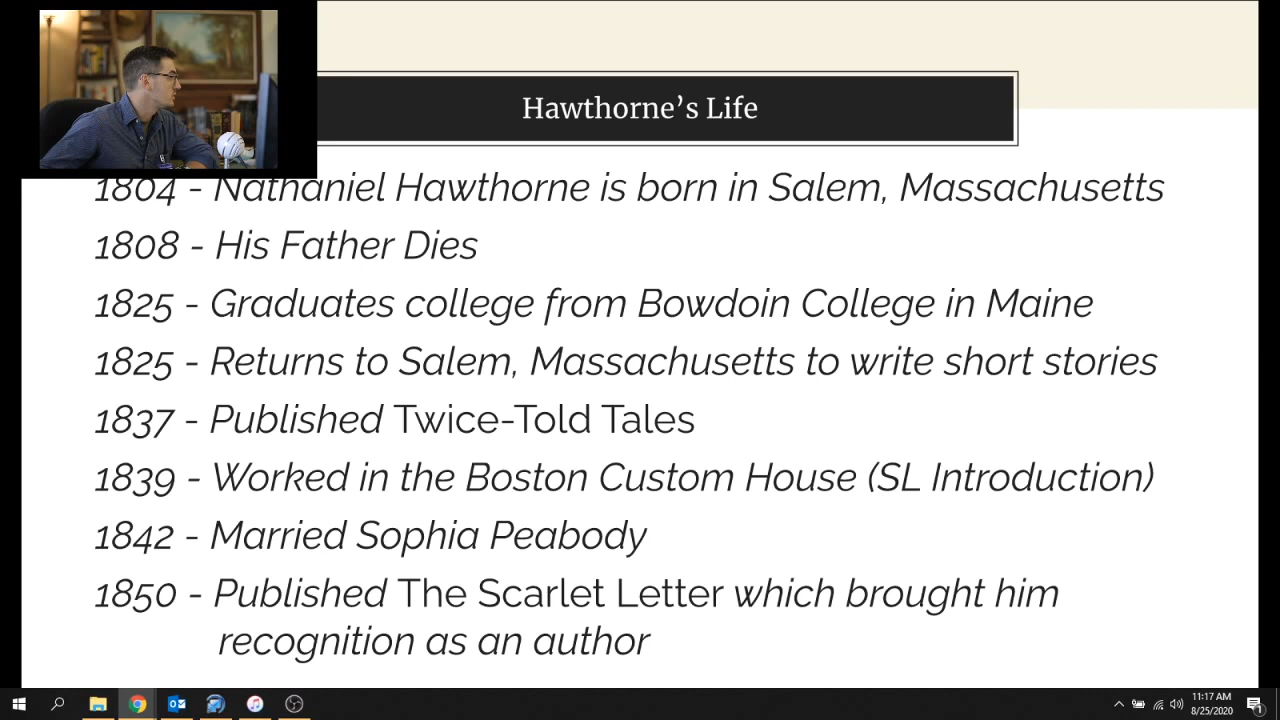 Hawthorne's Life
1804 - Nathaniel Hawthorne is born in Salem, Massachusetts
1808 - His Father Dies
1825 - Graduates college from Bowdoin College in Maine
1825 - Returns to Salem, Massachusetts to write short stories
1837 - Published Twice-Told Tales
1839 - Worked in the Boston Custom House (SL Introduction)
1842 - Married Sophia Peabody
1850 - Published The Scarlet Letter which brought him
recognition as an author
11:17 AM
8/25/2020
1